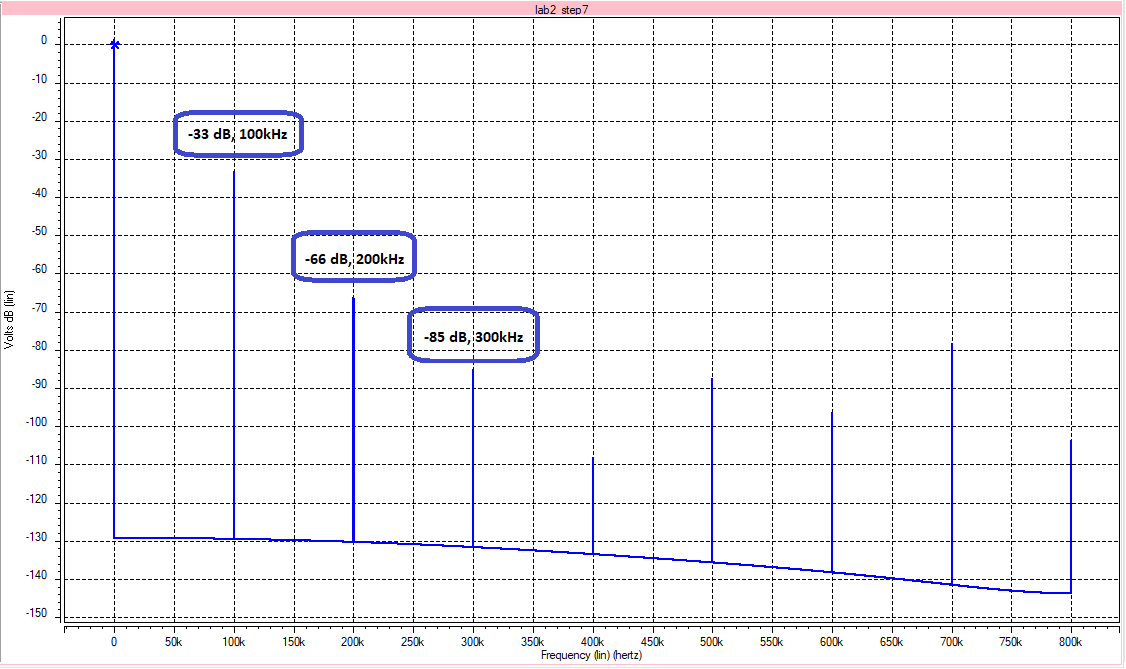 lab2_step7
0
-10
-20
-30
-40
-50
-60
-70
-80
-90
-100
-110
-120
-130
-140
-150
Volts dB (lin)
-33 dB, 100kHz
-66 dB, 200kHz
-85 dB, 300kHz
0 50k 100k 150k 200k 250k 300k 350k 400k 450k 500k 550k 600k 650k 700k 750k 800k
Frequency (lin) (hertz)